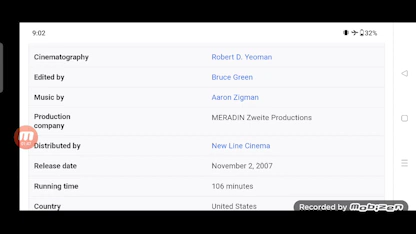 9:02
32%
Cinematography Robert D. Yeoman
Edited by Bruce Green
Music by Aaron Zigman
Production company MERADIN Zweite Productions
Distributed by New Line Cinema
Release date November 2, 2007
Running time 106 minutes
Country United States
Recorded by Mobizen